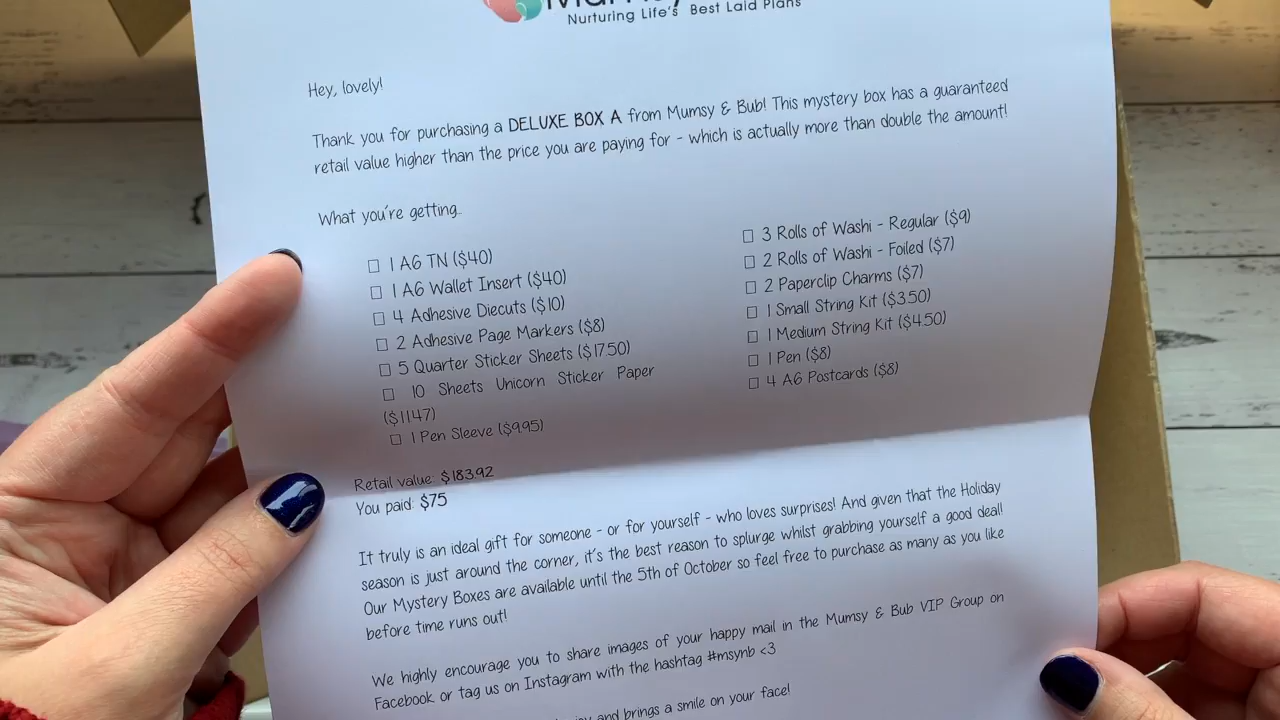 Nurturing Life's Best Laid Plans
Hey, lovely!
Thank you for purchasing a DELUXE BOX A from Mumsy & Bub! This mystery box has a guaranteed
retail value higher than the price you are paying for - which is actually more than double the amount!
What you're getting...
□ 1 A6 TN ($40)
□ 1 A6 Wallet Insert ($40)
□ 4 Adhesive Diecuts ($10)
□ 2 Adhesive Page Markers ($8)
□ 5 Quarter Sticker Sheets ($17.50)
□ 10 Sheets Unicorn Sticker Paper
($11.47)
□ 1 Pen Sleeve ($9.95)
□ 3 Rolls of Washi - Regular ($9)
□ 2 Rolls of Washi - Foiled ($7)
□ 2 Paperclip Charms ($7)
□ 1 Small String Kit ($3.50)
□ 1 Medium String Kit ($4.50)
□ 1 Pen ($8)
□ 4 A6 Postcards ($8)
Retail value: $183.92
You paid: $75
It truly is an ideal gift for someone - or for yourself - who loves surprises! And given that the Holiday
season is just around the corner, it's the best reason to splurge whilst grabbing yourself a good deal!
Our Mystery Boxes are available until the 5th of October so feel free to purchase as many as you like
before time runs out!
We highly encourage you to share images of your happy mail in the Mumsy & Bub VIP Group on
Facebook or tag us on Instagram with the hashtag #msynb <3
and brings a smile on your face!